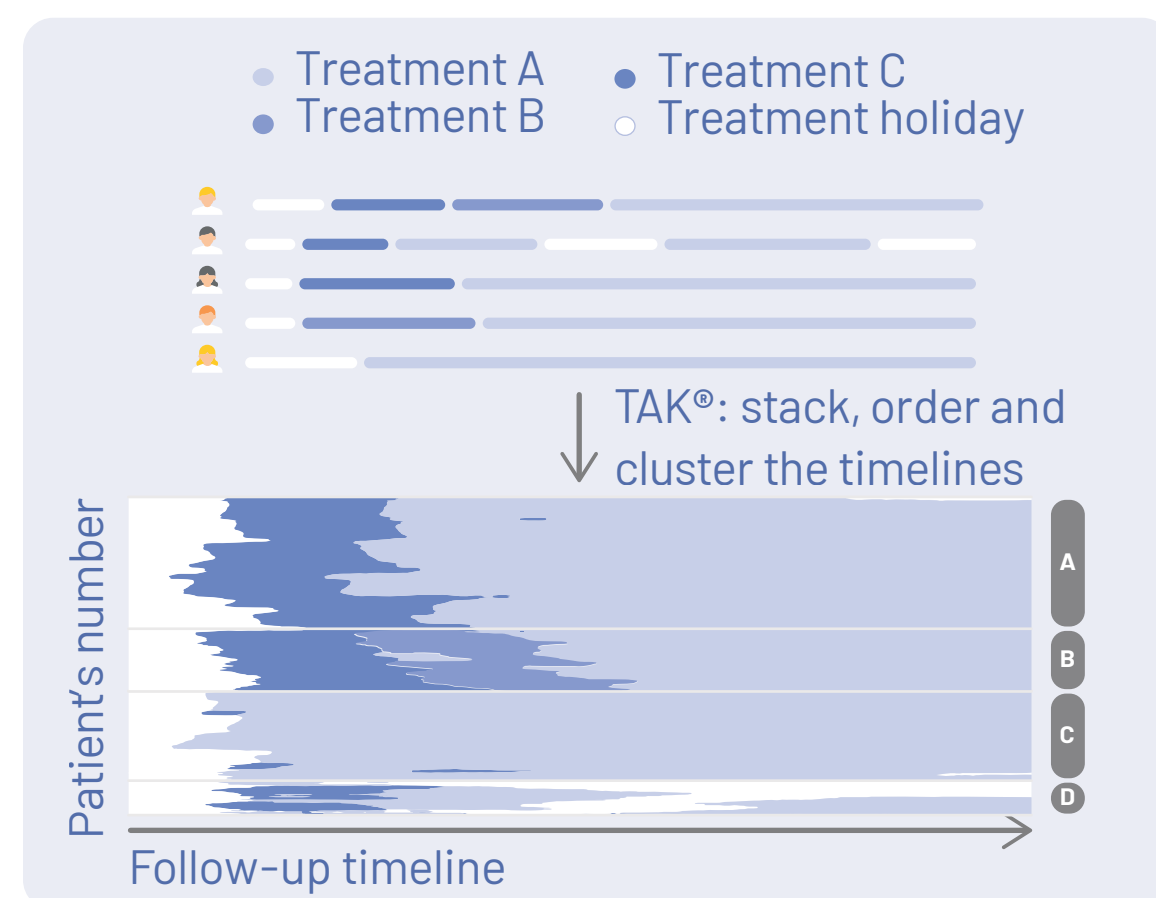 Treatment A
Treatment C
Treatment B
Treatment holiday
TAK®: stack, order and
cluster the timelines
Patient's number
A
B
C
D
Follow-up timeline